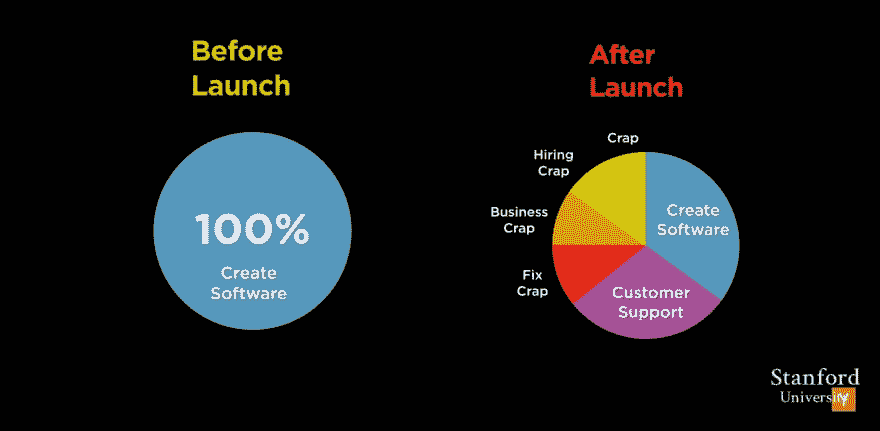 Before
Launch
100%
Create
Software
After
Launch
Crap
Hiring
Crap
Business
Crap
Fix
Crap
Create
Software
Customer
Support
Stanford
University